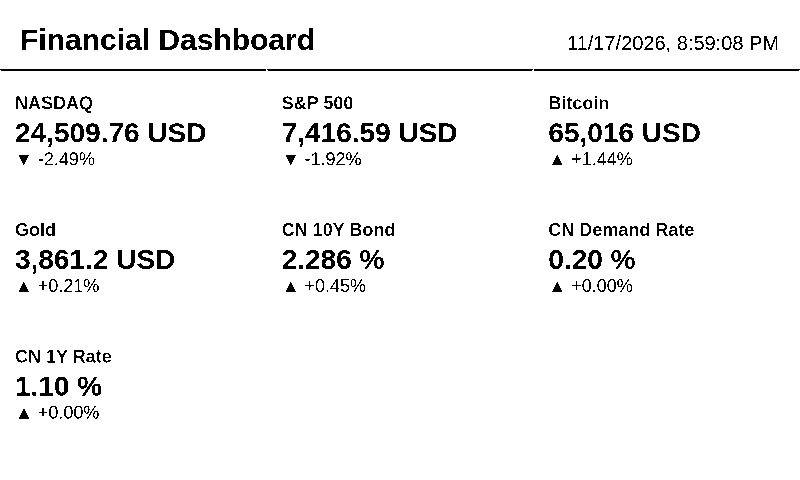 Financial Dashboard
11/17/2026, 8:59:08 PM
NASDAQ
24,509.76 USD
▼ -2.49%
S&P 500
7,416.59 USD
▼ -1.92%
Bitcoin
65,016 USD
▲ +1.44%
Gold
3,861.2 USD
▲ +0.21%
CN 10Y Bond
2.286 %
▲ +0.45%
CN Demand Rate
0.20 %
▲ +0.00%
CN 1Y Rate
1.10 %
▲ +0.00%